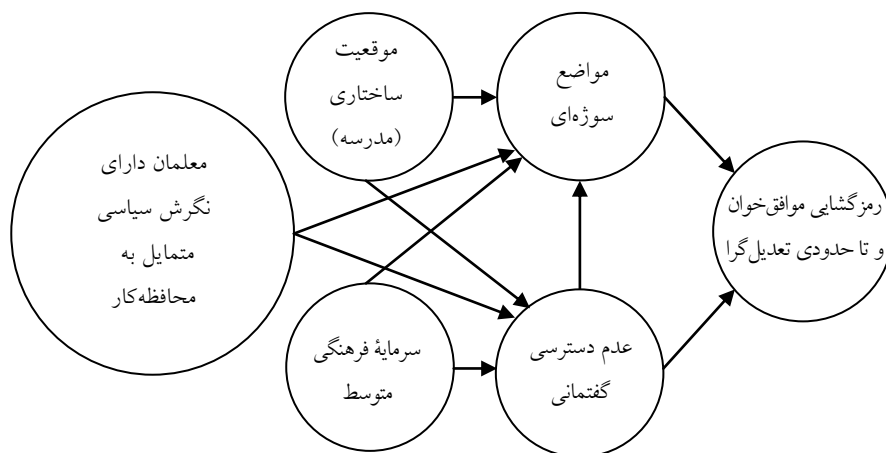 موقعیت
ساختاری
(مدرسه)
مواضع
سوژه‌ای
معلمان دارای
نگرش سیاسی
متمایل به
محافظه‌کار
رمزگشایی موافق‌خوان
و تا حدودی تعدیل‌گرا
سرمایهٔ فرهنگی
متوسط
عدم دسترسی
گفتمانی